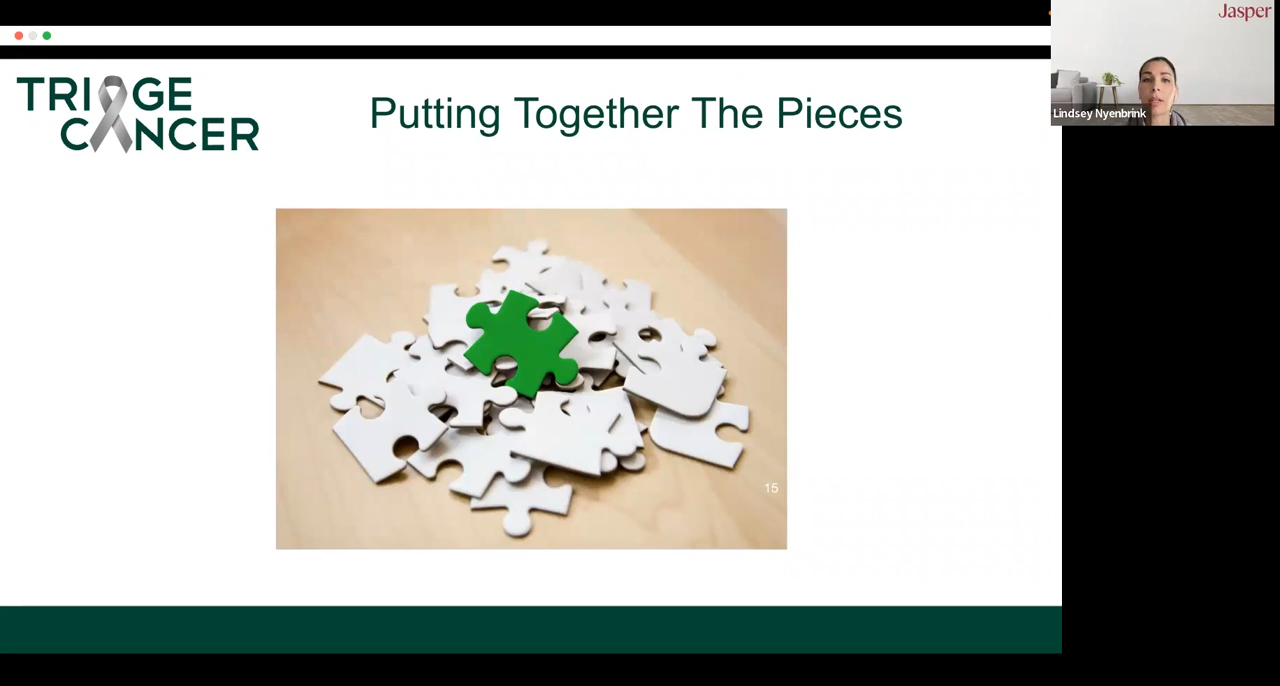 Jasper
TRIAGE
CANCER
Putting Together The Pieces
Lindsey Nyenbrink
15